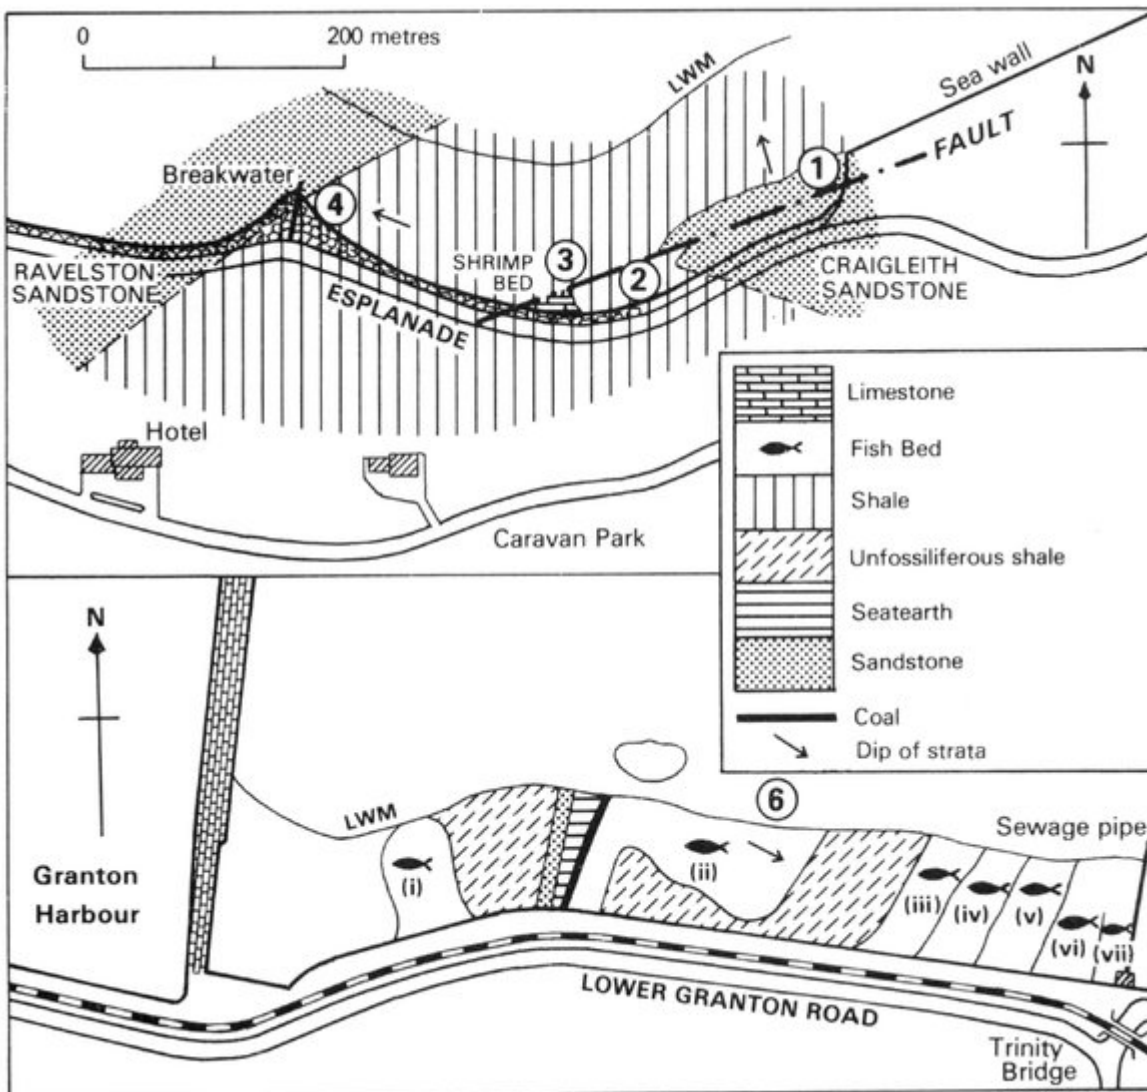 0 200 metres
LWM
Sea wall
N
FAULT
1
Breakwater
4
SHRIMP
BED
3
2
RAVELSTON
SANDSTONE
ESPLANADE
CRAIGLEITH
SANDSTONE
Hotel
Caravan Park
Limestone
Fish Bed
Shale
Unfossiliferous shale
Seatearth
Sandstone
Coal
Dip of strata
N
Granton
Harbour
LWM
6
Sewage pipe
(i)
(ii)
(iii)
(iv)
(v)
(vi)
(vii)
LOWER GRANTON ROAD
Trinity
Bridge